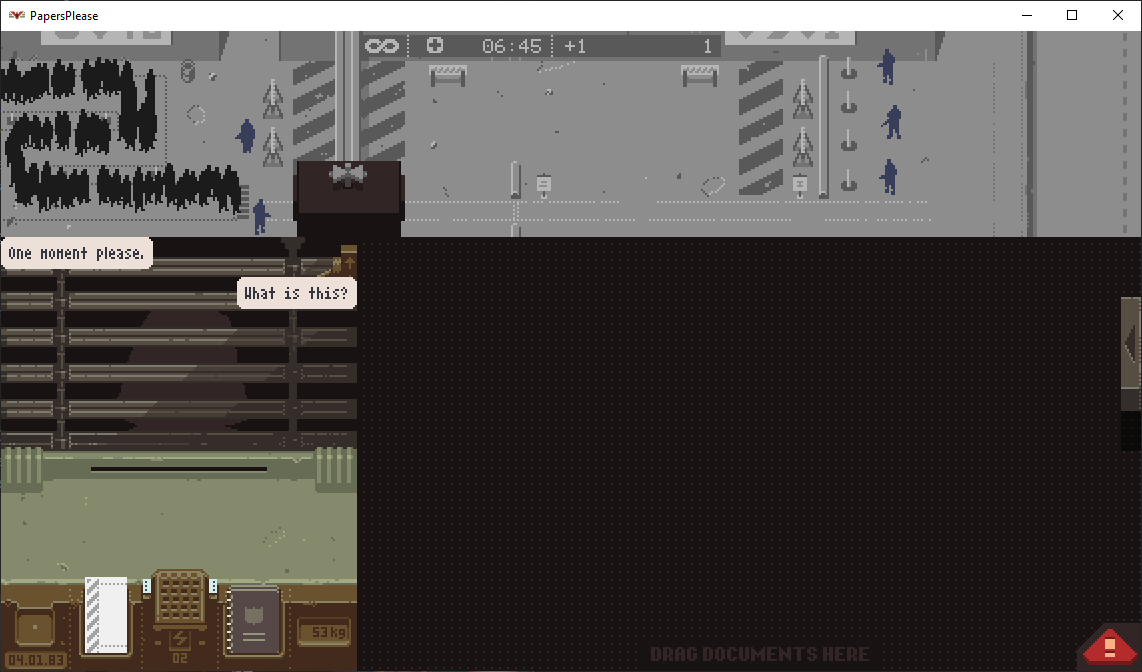 PapersPlease
06:45 +1 1
One moment please.
What is this?
53kg
04.01.83
02
DRAG DOCUMENTS HERE